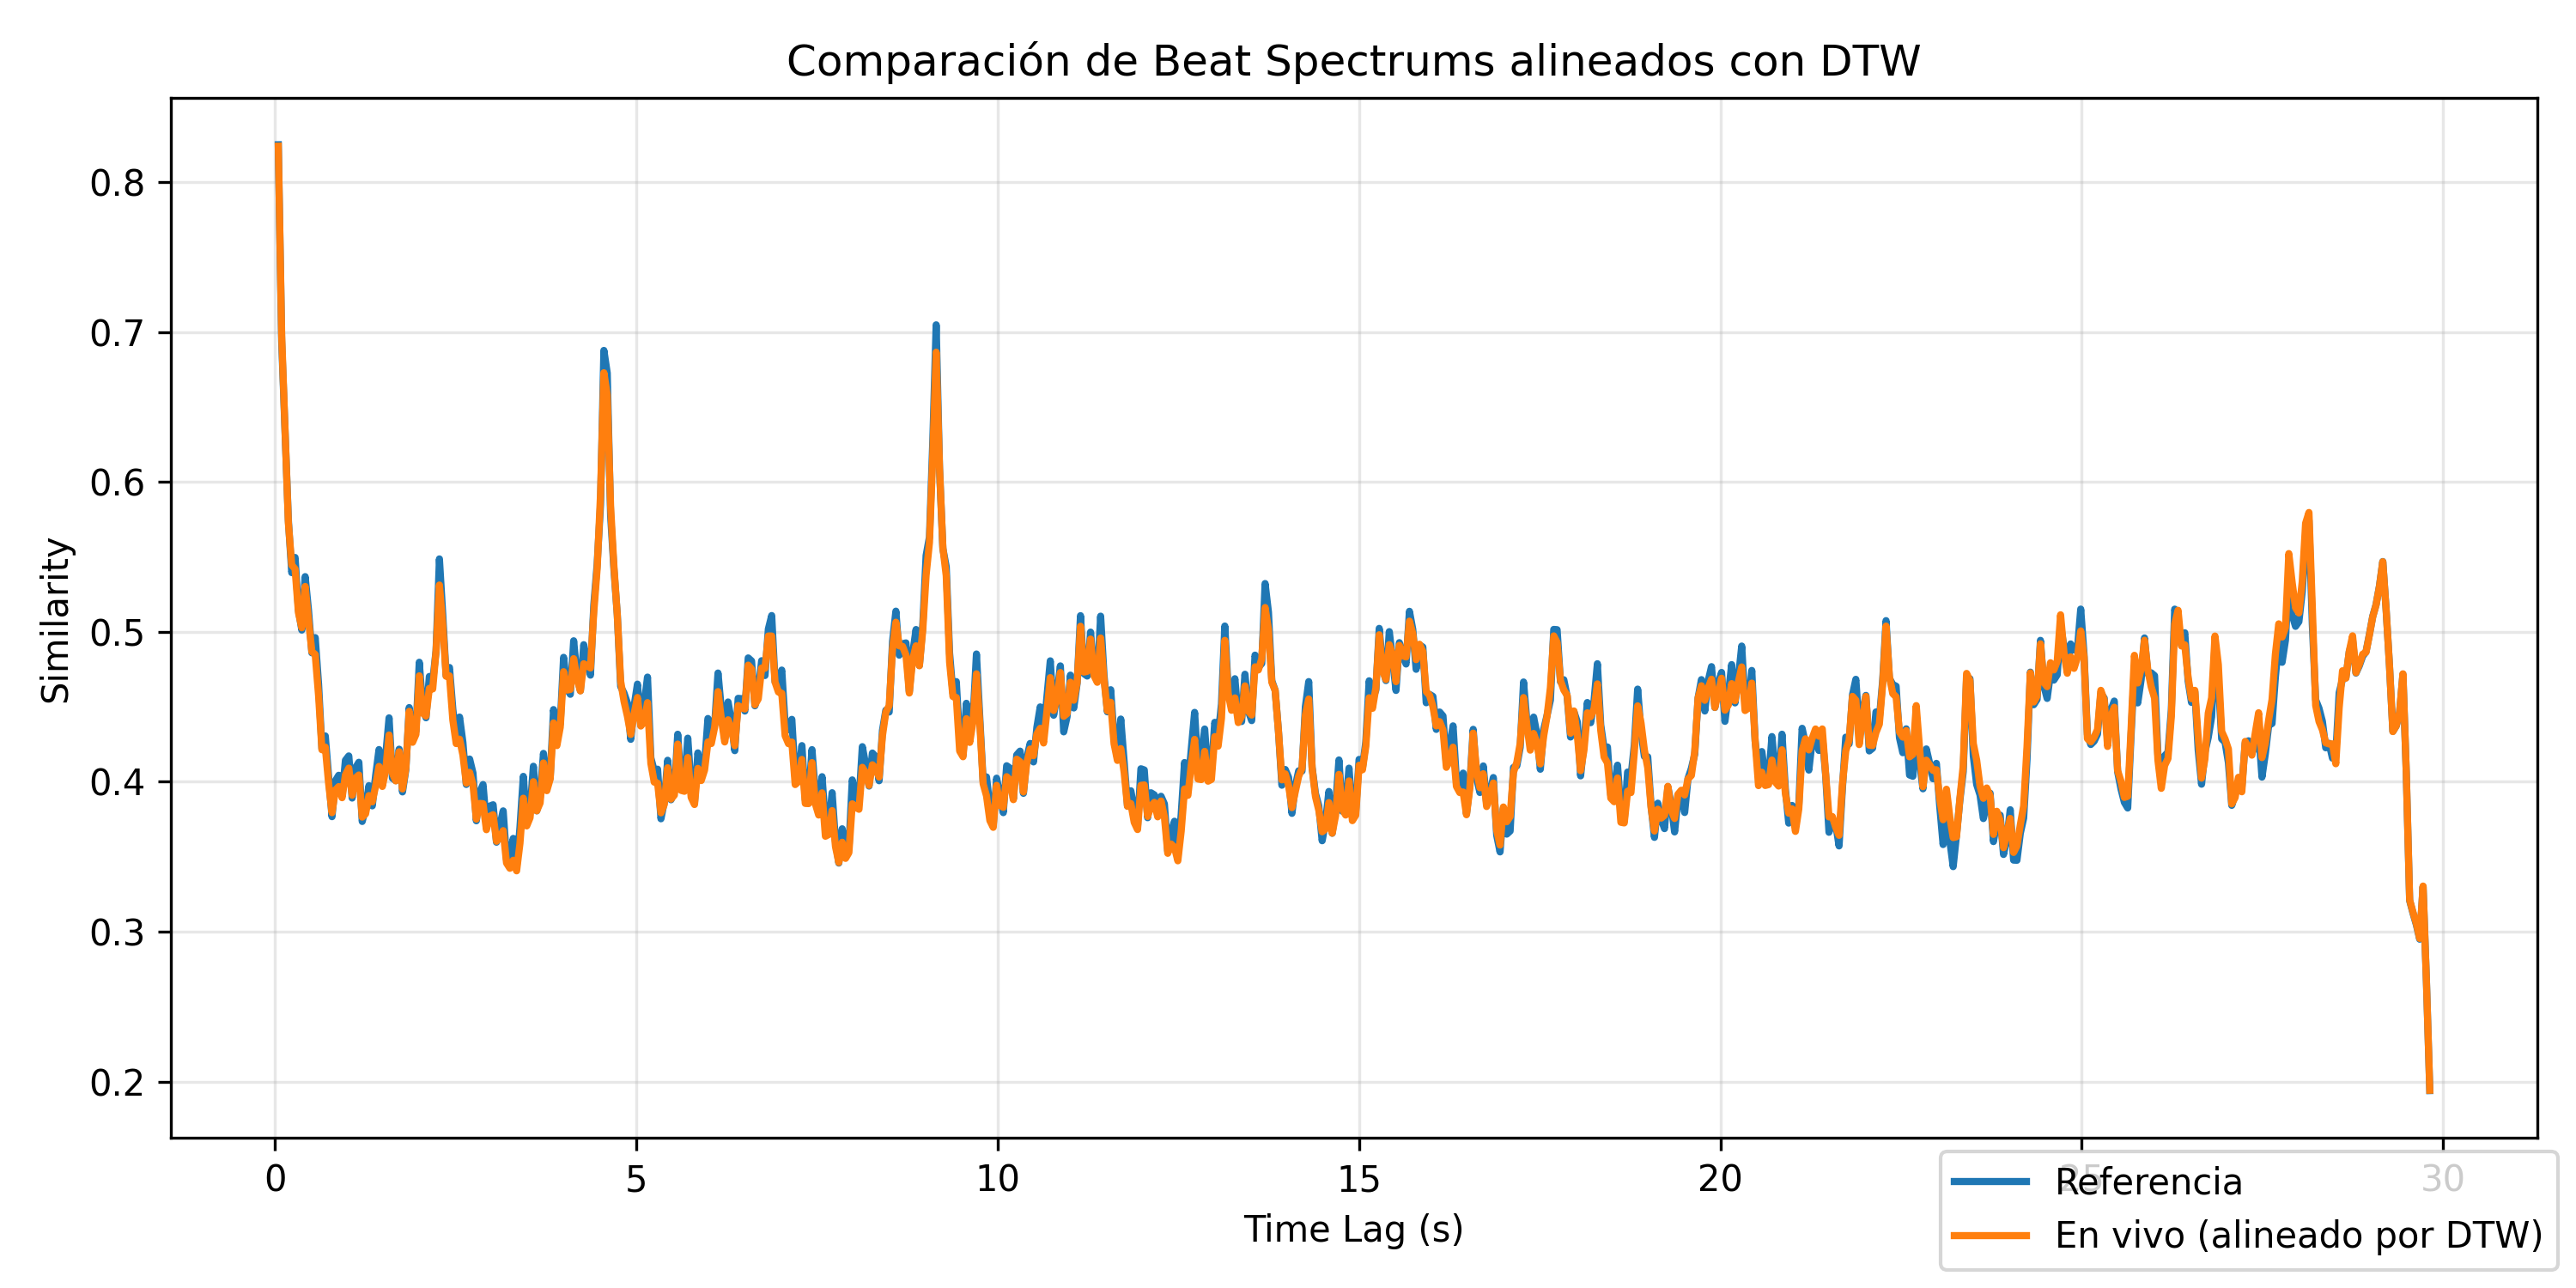 Comparación de Beat Spectrums alineados con DTW
Similarity
0.8
0.7
0.6
0.5
0.4
0.3
0.2
0 5 10 15 20 25 30
Time Lag (s)
Referencia
En vivo (alineado por DTW)